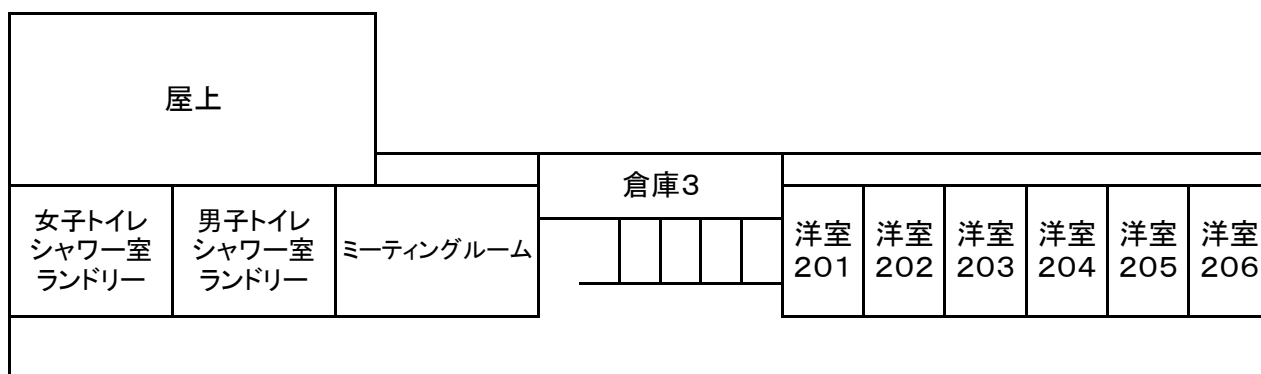 屋上
倉庫3
女子トイレ
シャワー室
ランドリー
男子トイレ
シャワー室
ランドリー
ミーティングルーム
洋室
201
洋室
202
洋室
203
洋室
204
洋室
205
洋室
206